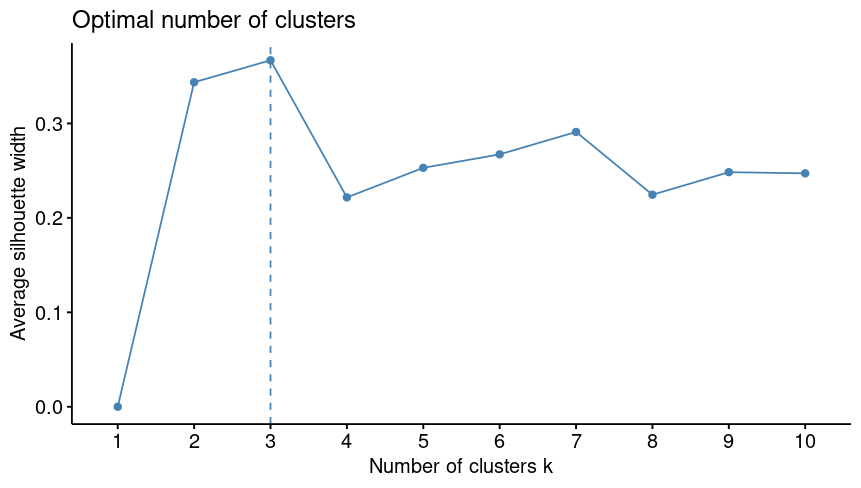 Optimal number of clusters
Average silhouette width
0.3
0.2
0.1
0.0
1 2 3 4 5 6 7 8 9 10
Number of clusters k